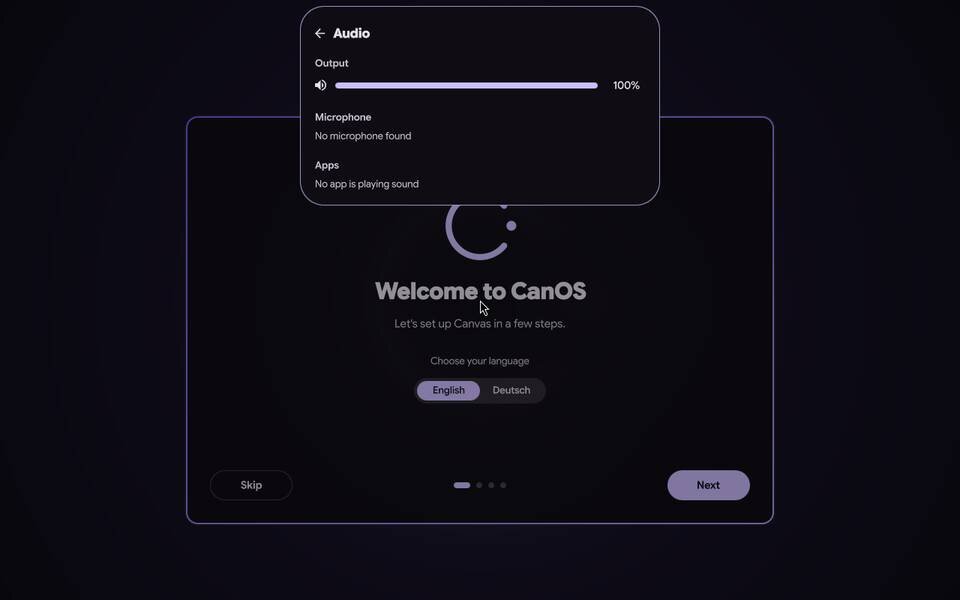 Audio
Output
100%
Microphone
No microphone found
Apps
No app is playing sound
Welcome to CanOS
Let's set up Canvas in a few steps.
Choose your language
English Deutsch
Skip
Next